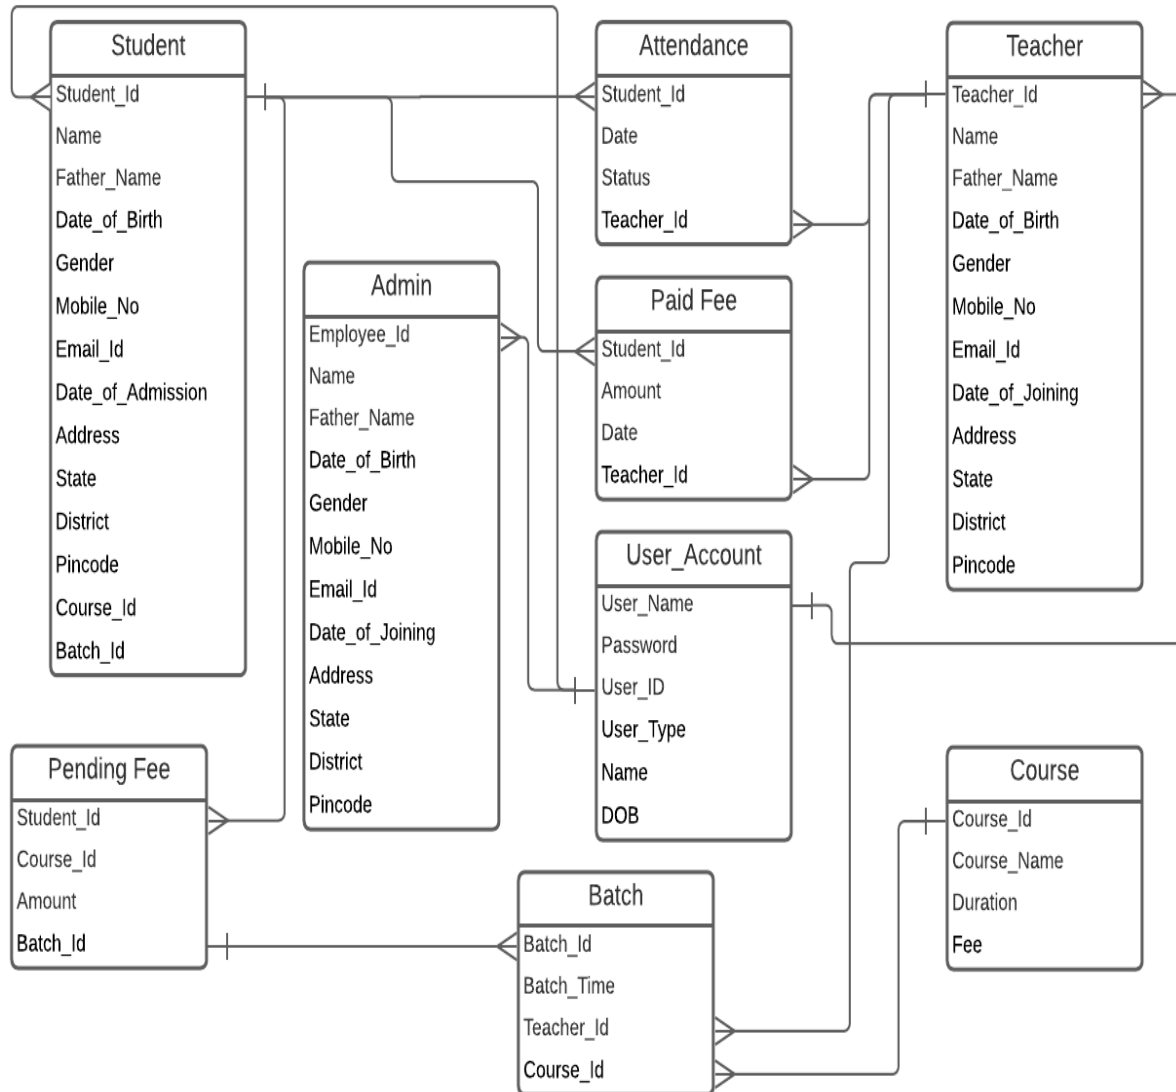 Student
Student_Id
Name
Father_Name
Date_of_Birth
Gender
Mobile_No
Email_Id
Date_of_Admission
Address
State
District
Pincode
Course_Id
Batch_Id
Attendance
Student_Id
Date
Status
Teacher_Id
Teacher
Teacher_Id
Name
Father_Name
Date_of_Birth
Gender
Mobile_No
Email_Id
Date_of_Joining
Address
State
District
Pincode
Admin
Employee_Id
Name
Father_Name
Date_of_Birth
Gender
Mobile_No
Email_Id
Date_of_Joining
Address
State
District
Pincode
Paid Fee
Student_Id
Amount
Date
Teacher_Id
User_Account
User_Name
Password
User_ID
User_Type
Name
DOB
Pending Fee
Student_Id
Course_Id
Amount
Batch_Id
Batch
Batch_Id
Batch_Time
Teacher_Id
Course_Id
Course
Course_Id
Course_Name
Duration
Fee